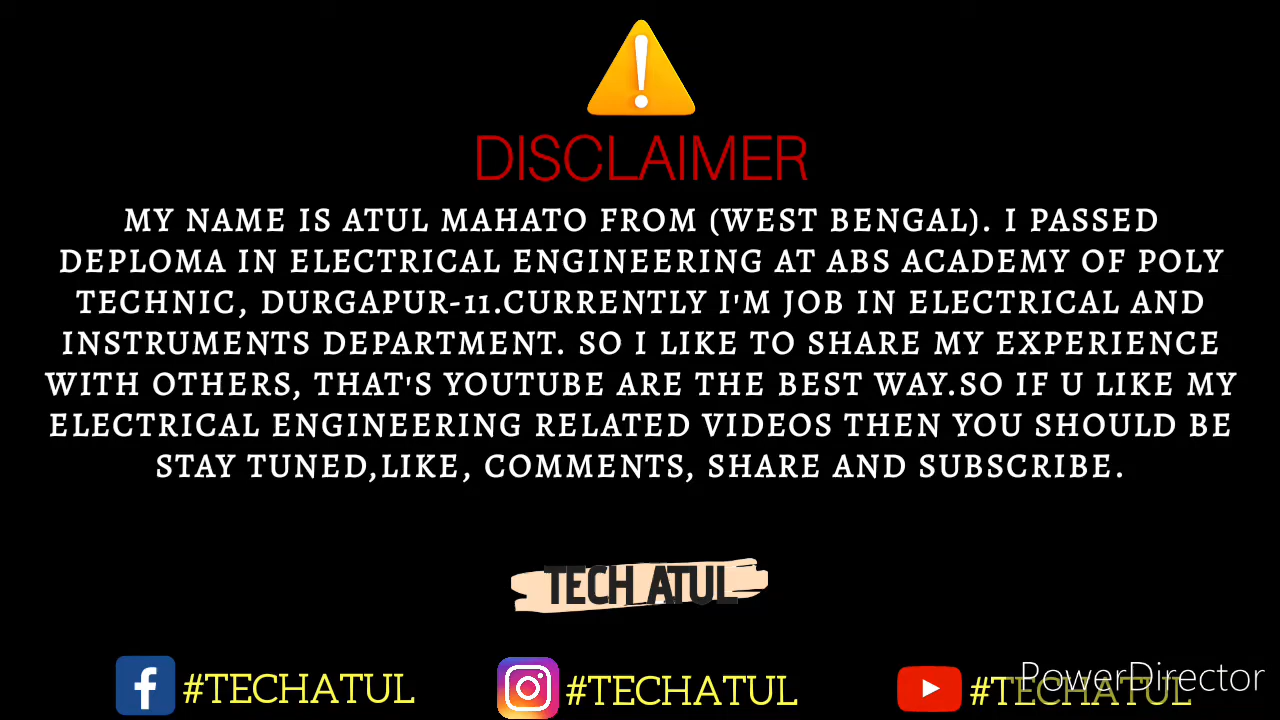 DISCLAIMER
MY NAME IS ATUL MAHATO FROM (WEST BENGAL). I PASSED
DEPLOMA IN ELECTRICAL ENGINEERING AT ABS ACADEMY OF POLY
TECHNIC, DURGAPUR-11.CURRENTLY I'M JOB IN ELECTRICAL AND
INSTRUMENTS DEPARTMENT. SO I LIKE TO SHARE MY EXPERIENCE
WITH OTHERS, THAT'S YOUTUBE ARE THE BEST WAY.SO IF U LIKE MY
ELECTRICAL ENGINEERING RELATED VIDEOS THEN YOU SHOULD BE
STAY TUNED,LIKE, COMMENTS, SHARE AND SUBSCRIBE.
TECH ATUL
#TECHATUL #TECHATUL #TECHATUL
PowerDirector